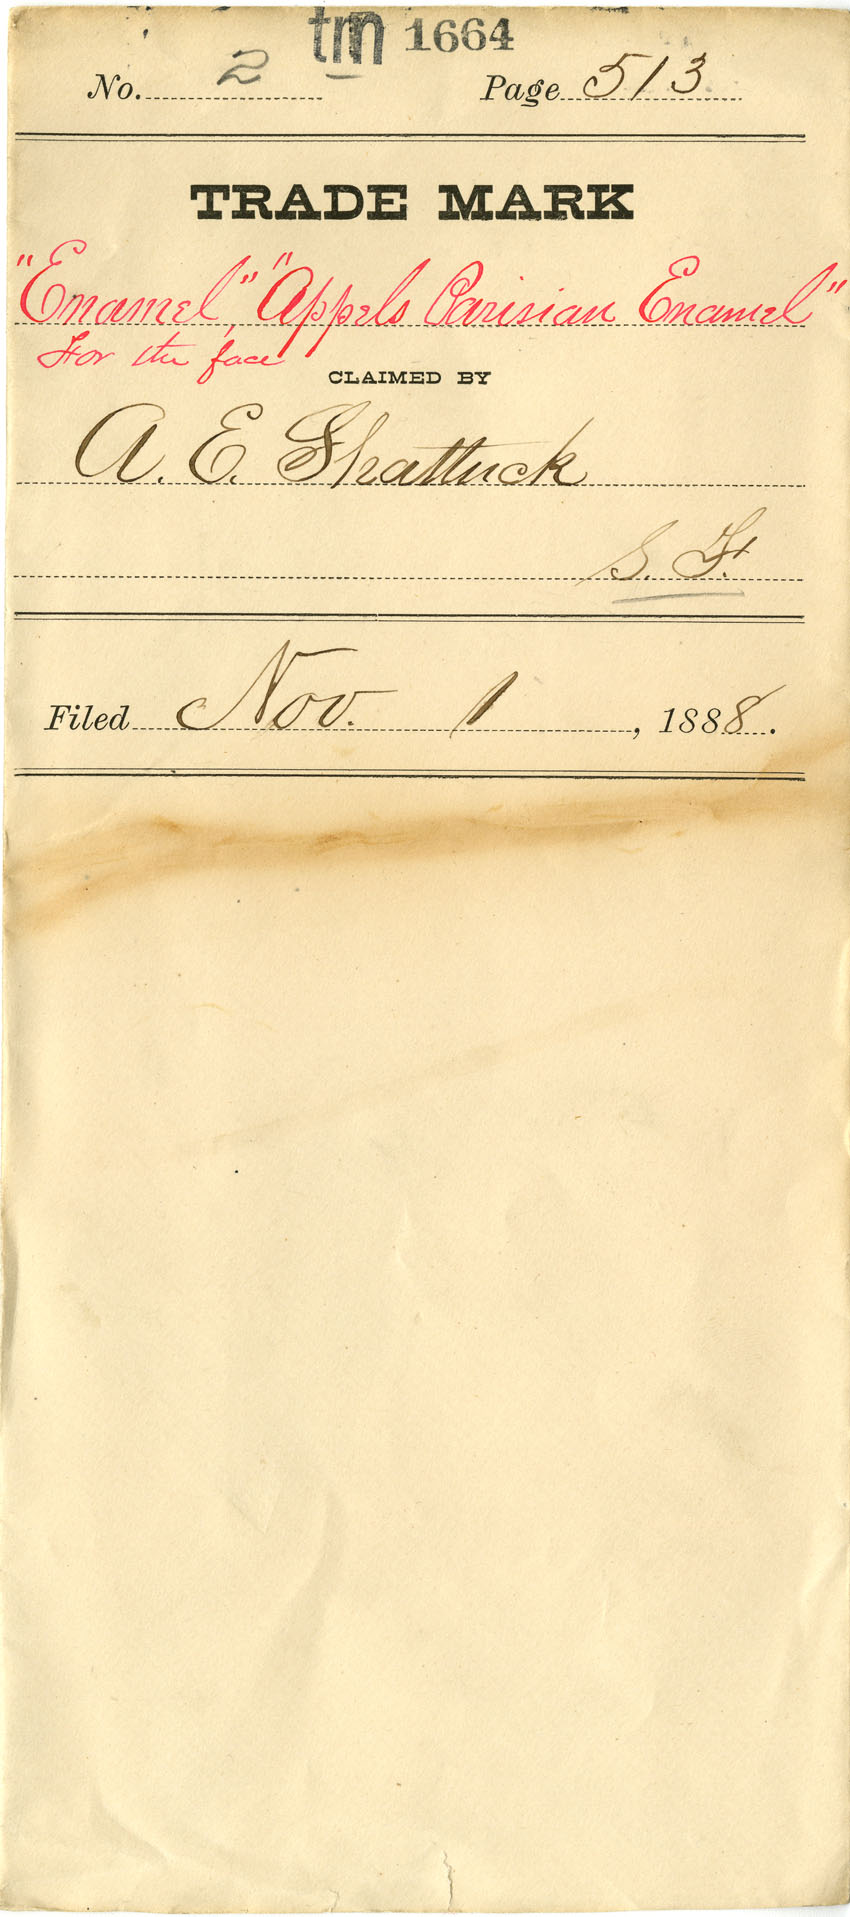 tm 1664
No. 2 Page 513
TRADE MARK
"Enamel," "Appels Parisian Enamel"
For the face
CLAIMED BY
A. E. Shattuck
S. F.
Filed Nov. 1, 1888.